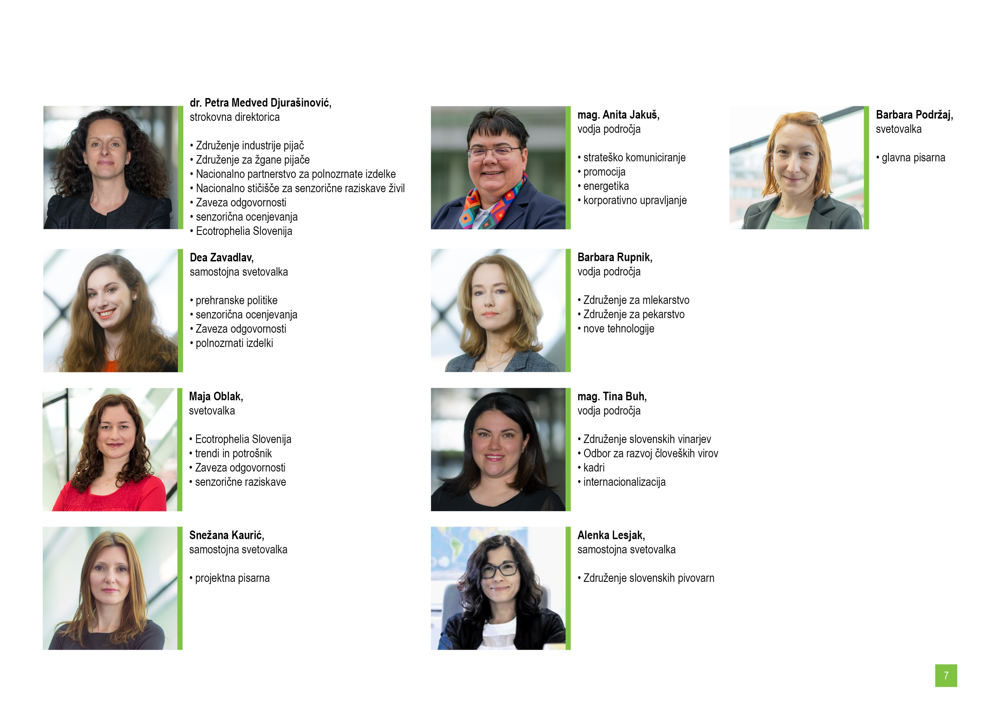 dr. Petra Medved Djurašinović,
strokovna direktorica
• Združenje industrije pijač
• Združenje za žgane pijače
• Nacionalno partnerstvo za polnozrnate izdelke
• Nacionalno stičišče za senzorične raziskave živil
• Zaveza odgovornosti
• senzorična ocenjevanja
• Ecotrophelia Slovenija
Dea Zavadlav,
samostojna svetovalka
• prehranske politike
• senzorična ocenjevanja
• Zaveza odgovornosti
• polnozrnati izdelki
Maja Oblak,
svetovalka
• Ecotrophelia Slovenija
• trendi in potrošnik
• Zaveza odgovornosti
• senzorične raziskave
Snežana Kaurić,
samostojna svetovalka
• projektna pisarna
mag. Anita Jakuš,
vodja področja
• strateško komuniciranje
• promocija
• energetika
• korporativno upravljanje
Barbara Rupnik,
vodja področja
• Združenje za mlekarstvo
• Združenje za pekarstvo
• nove tehnologije
mag. Tina Buh,
vodja področja
• Združenje slovenskih vinarjev
• Odbor za razvoj človeških virov
• kadri
• internacionalizacija
Alenka Lesjak,
samostojna svetovalka
• Združenje slovenskih pivovarn
Barbara Podržaj,
svetovalka
• glavna pisarna
7